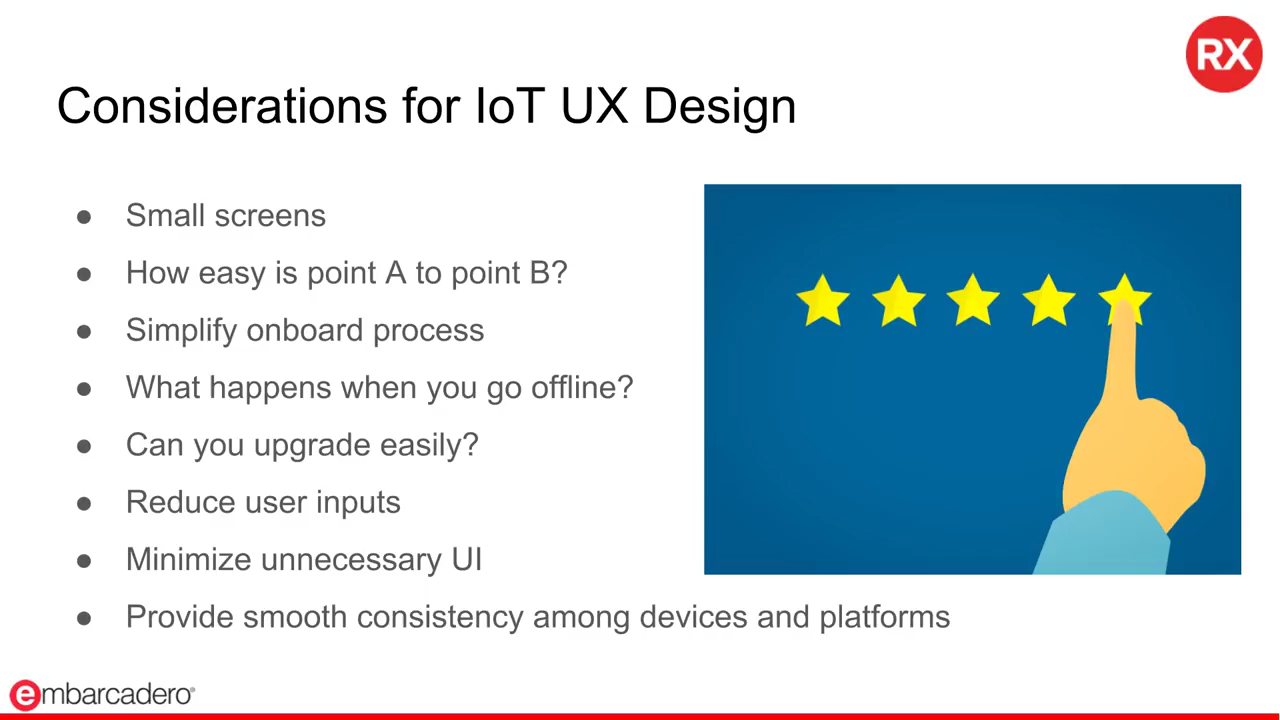 RX
Considerations for IoT UX Design
● Small screens
● How easy is point A to point B?
● Simplify onboard process
● What happens when you go offline?
● Can you upgrade easily?
● Reduce user inputs
● Minimize unnecessary UI
● Provide smooth consistency among devices and platforms
embarcadero®